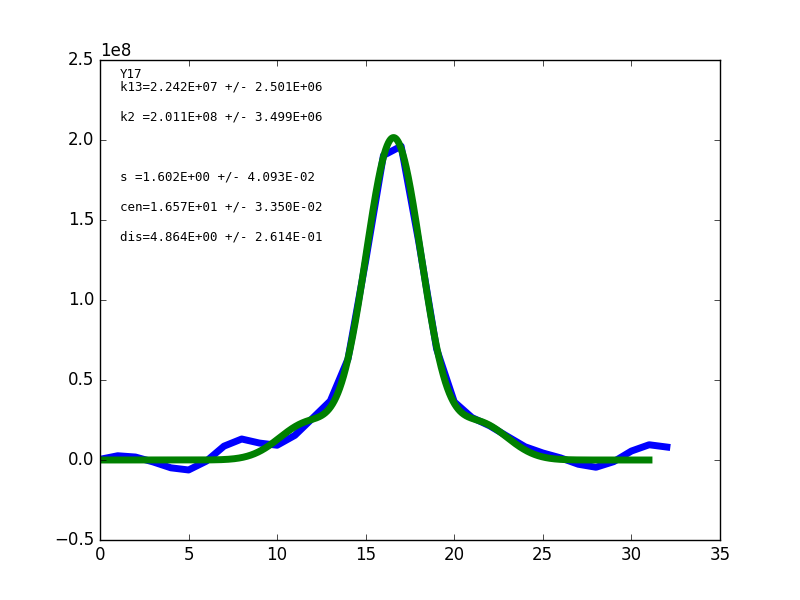 1e8
2.5
2.0
1.5
1.0
0.5
0.0
−0.5
Y17
k13=2.242E+07 +/- 2.501E+06
k2 =2.011E+08 +/- 3.499E+06
s =1.602E+00 +/- 4.093E-02
cen=1.657E+01 +/- 3.350E-02
dis=4.864E+00 +/- 2.614E-01
0 5 10 15 20 25 30 35